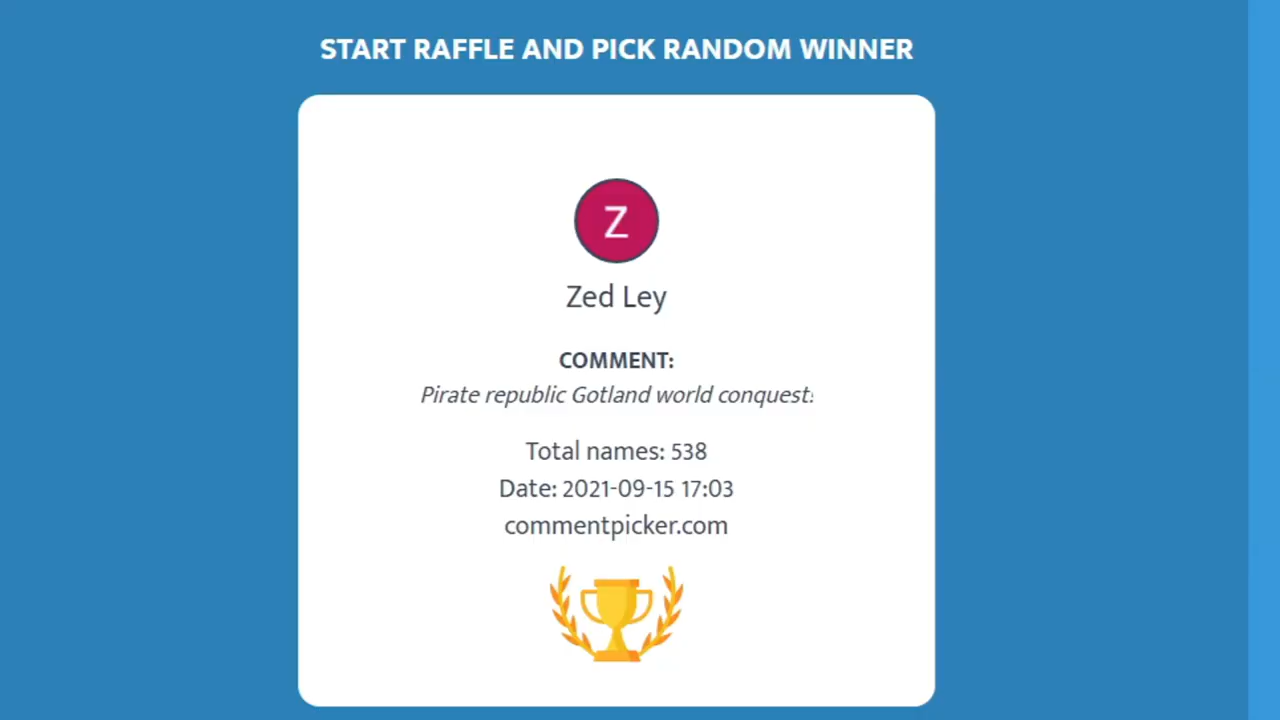 START RAFFLE AND PICK RANDOM WINNER
Z
Zed Ley
COMMENT:
Pirate republic Gotland world conquest!
Total names: 538
Date: 2021-09-15 17:03
commentpicker.com